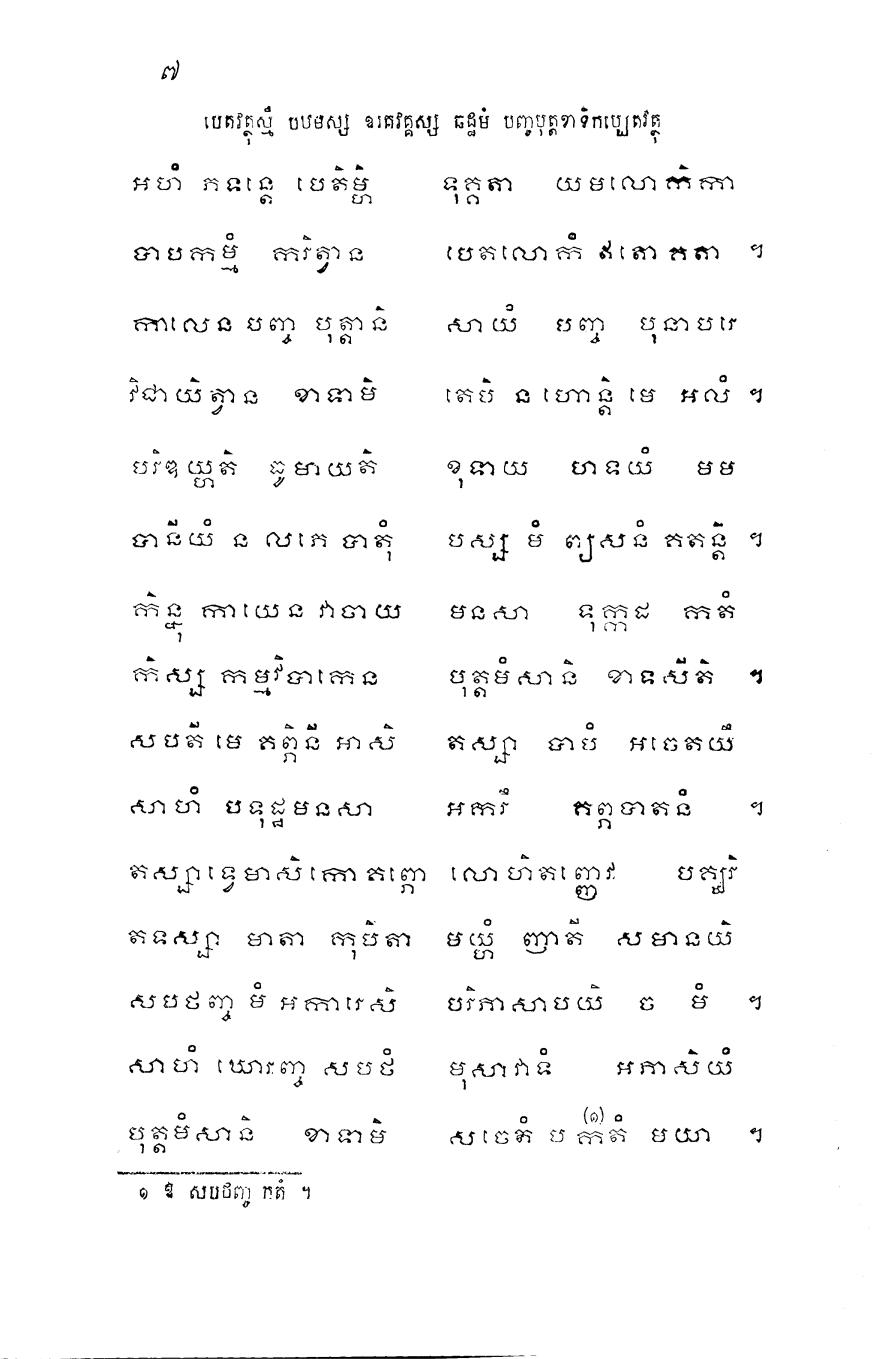 ៧
បេតវត្ថុស្មឹ បឋមស្ស ឧរគវគ្គស្ស ឆដ្ឋមំ បញ្ចបុត្តខាទិកប្បេតវត្ថុ
អហំ ភទន្តេ បេតិម្ហិ ទុគ្គតា យមលោកិកា
បាបកម្មំ ករិត្វាន បេតលោកំ ឥតោ គតា ។
កាលេន បញ្ច បុត្តានិ សាយំ បញ្ច បុនាបរេ
វិជាយិត្វាន ខាទាមិ តេបិ ន ហោន្តិ មេ អលំ ។
បរិឌយ្ហតិ ធូមាយតិ ខុទាយ ហទយំ មម
បានីយំ ន លភេ បាតុំ បស្ស មំ ព្យសនំ គតន្តិ ។
កិន្នុ កាយេន វាចាយ មនសា ទុក្កដ កតំ
កិស្ស កម្មវិបាកេន បុត្តមំសានិ ខាទសីតិ ។
សបតី មេ គព្ភិនី អាសិ តស្សា បាបំ អចេតយឹ
សាហំ បទុដ្ឋមនសា អករឹ គព្ភបាតនំ ។
តស្សា ទ្វេមាសិកោ គព្ភោ លោហិតញ្ញេវ បគ្ឃរិ
តទស្សា មាតា កុបិតា មយ្ហំ ញាតី សមានយិ
សបថញ្ច មំ អការេសិ បរិភាសាបយិ ច មំ ។
សាហំ ឃោរញ្ច សបថំ មុសាវាទំ អភាសិយំ
បុត្តមំសានិ ខាទាមិ សចេតំ បកតំ(១) មយា ។
១ ឱ សបថញ្ច កតំ ។